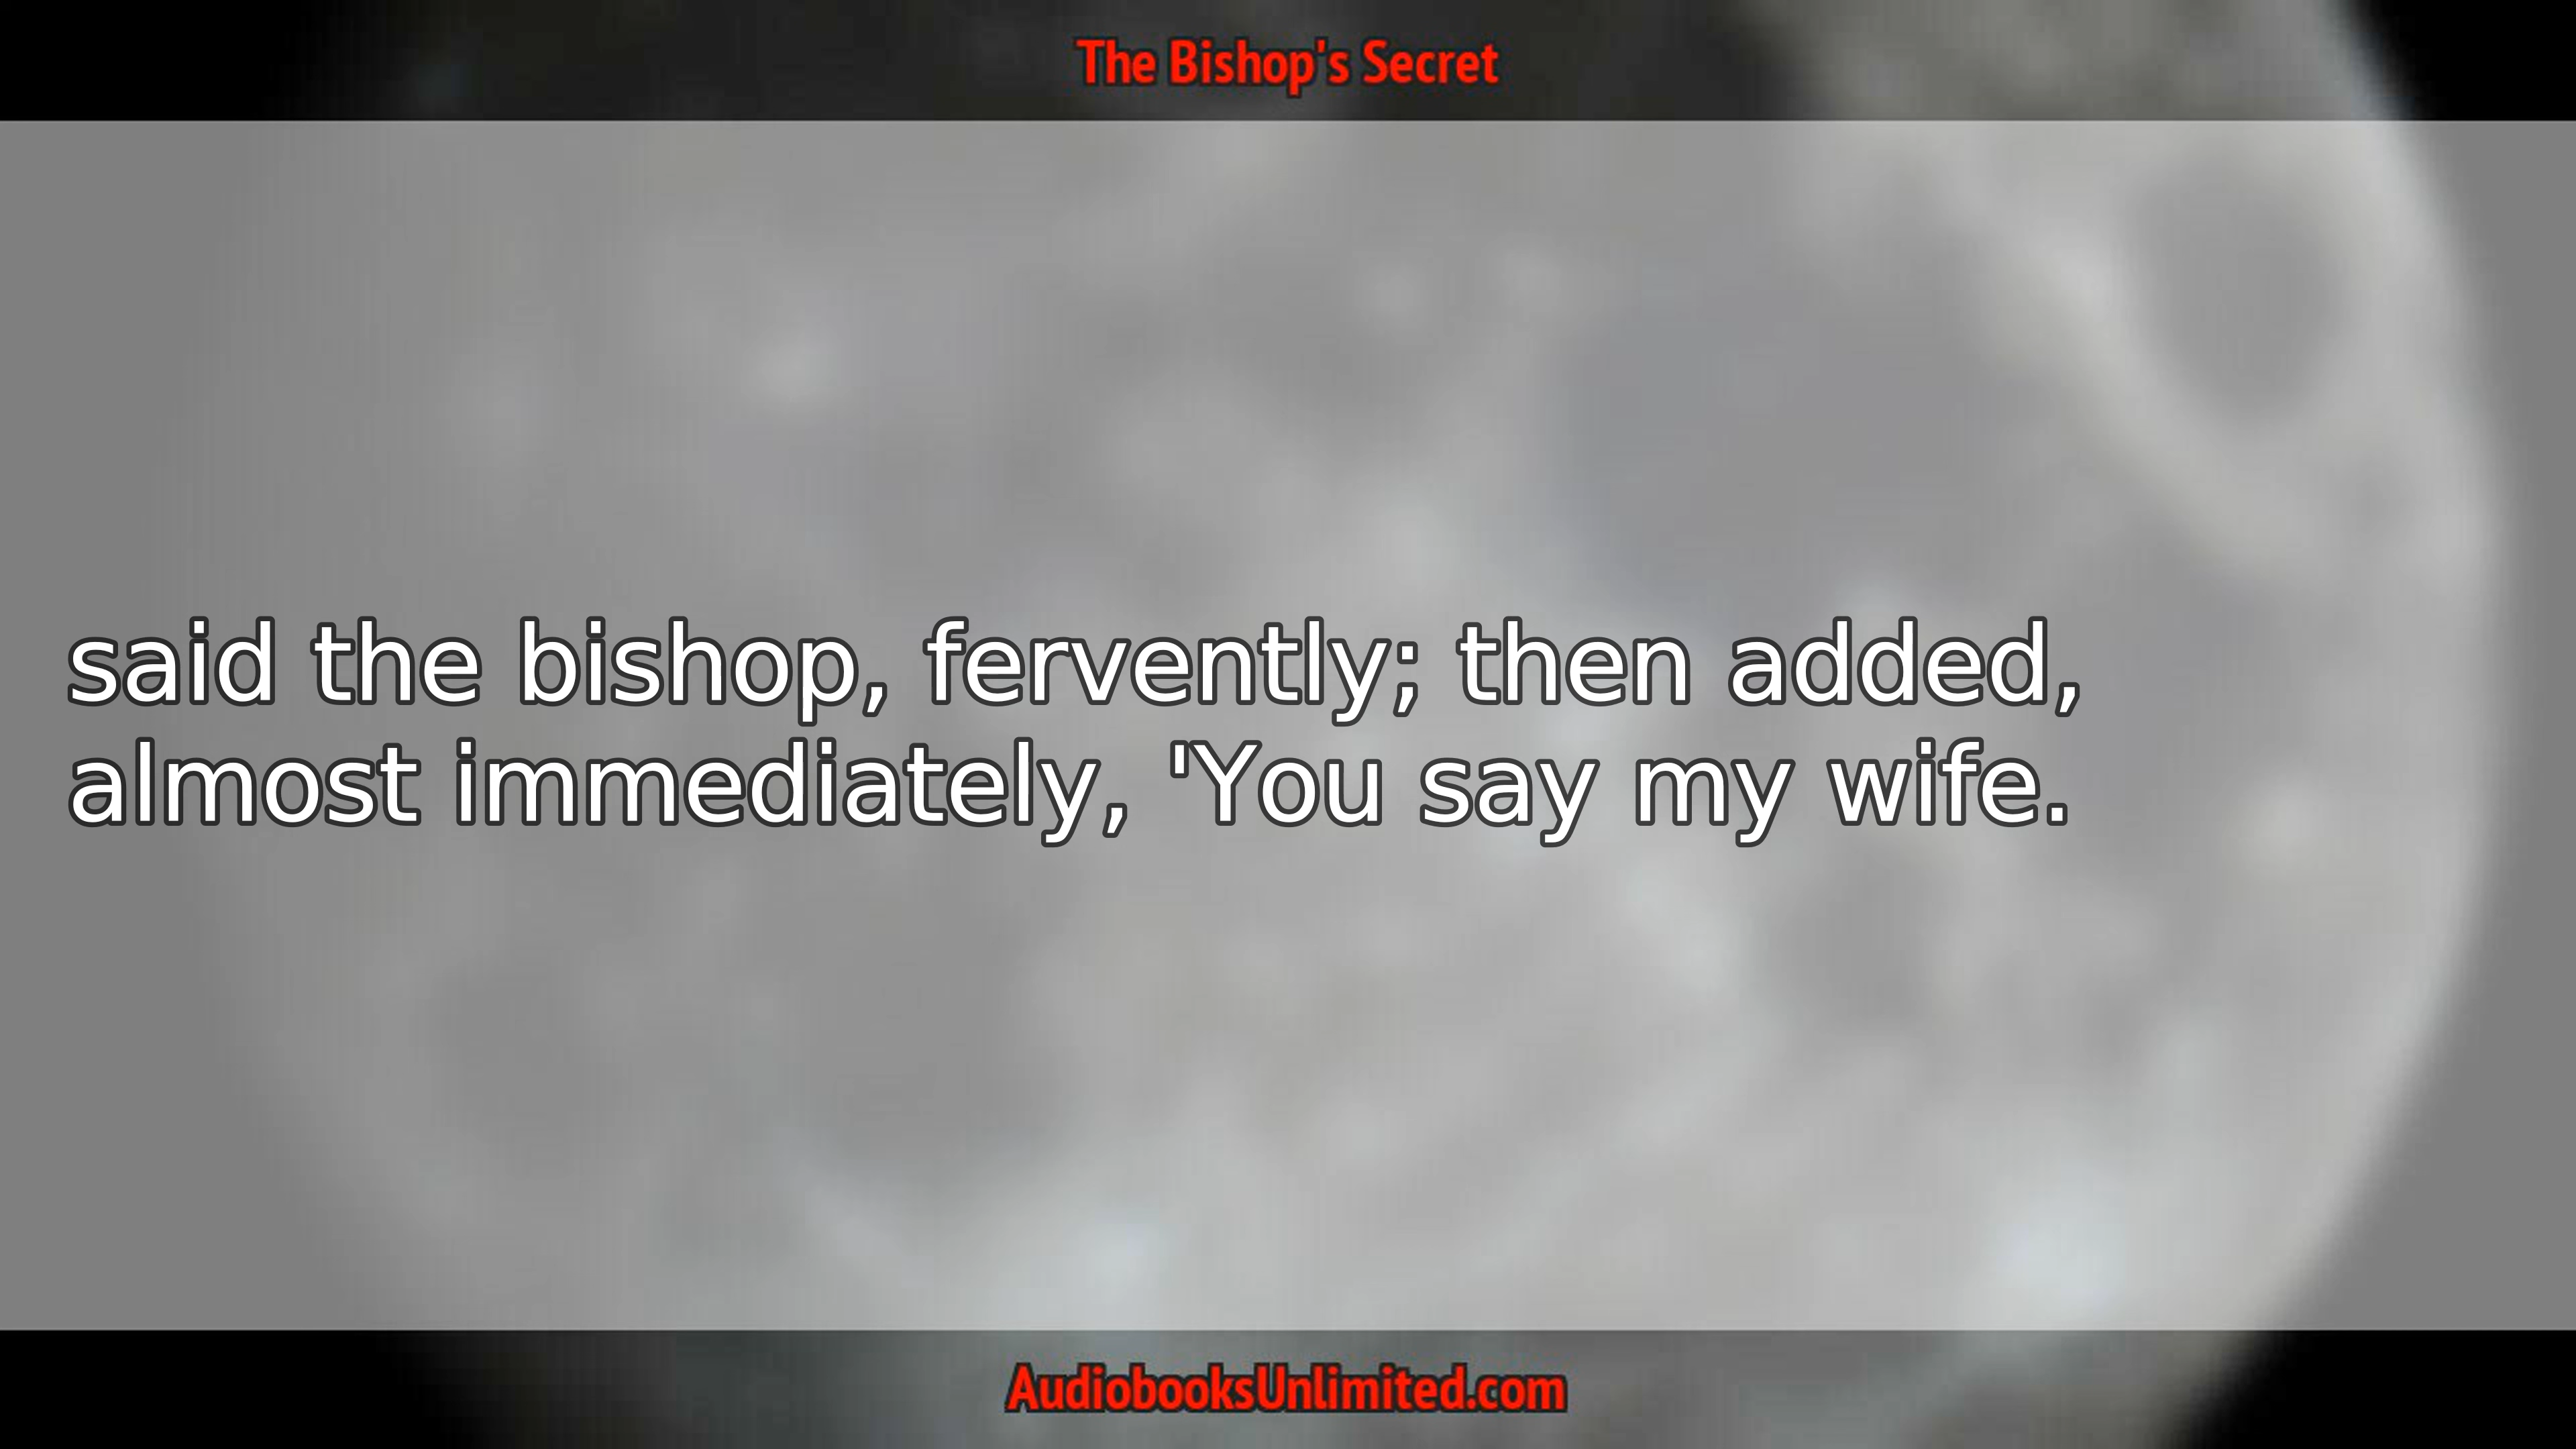 The Bishop's Secret
said the bishop, fervently; then added,
almost immediately, 'You say my wife.
AudiobooksUnlimited.com